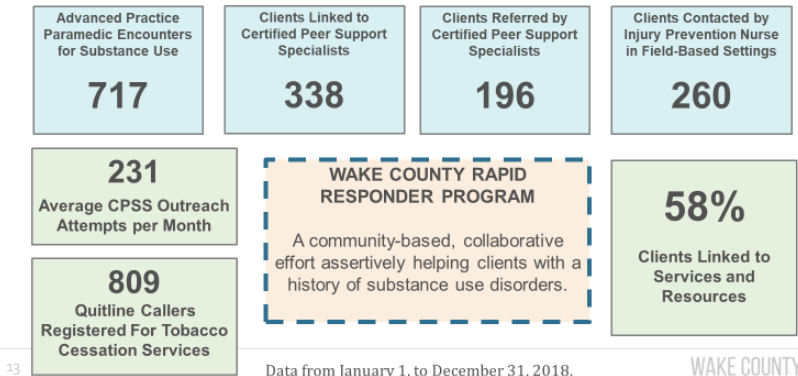 Advanced Practice
Paramedic Encounters
for Substance Use
717
Clients Linked to
Certified Peer Support
Specialists
338
Clients Referred by
Certified Peer Support
Specialists
196
Clients Contacted by
Injury Prevention Nurse
in Field-Based Settings
260
231
Average CPSS Outreach
Attempts per Month
WAKE COUNTY RAPID
RESPONDER PROGRAM
A community-based, collaborative
effort assertively helping clients with a
history of substance use disorders.
58%
Clients Linked to
Services and
Resources
809
Quitline Callers
Registered For Tobacco
Cessation Services
13
Data from January 1, to December 31, 2018.
WAKE COUNTY